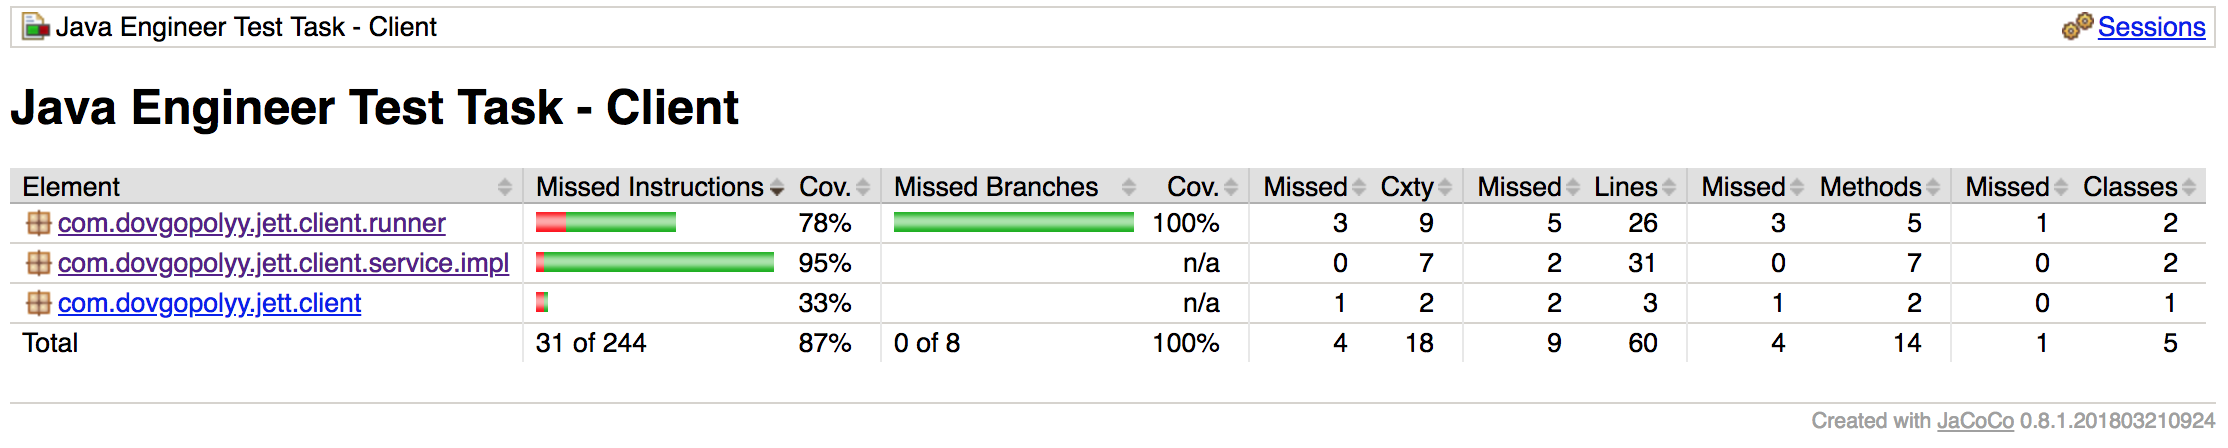 Java Engineer Test Task - Client Sessions
Java Engineer Test Task - Client
Element Missed Instructions Cov. Missed Branches Cov. Missed Cxty Missed Lines Missed Methods Missed Classes
com.dovgopolyy.jett.client.runner 78% 100% 3 9 5 26 3 5 1 2
com.dovgopolyy.jett.client.service.impl 95% n/a 0 7 2 31 0 7 0 2
com.dovgopolyy.jett.client 33% n/a 1 2 2 3 1 2 0 1
Total 31 of 244 87% 0 of 8 100% 4 18 9 60 4 14 1 5
Created with JaCoCo 0.8.1.201803210924